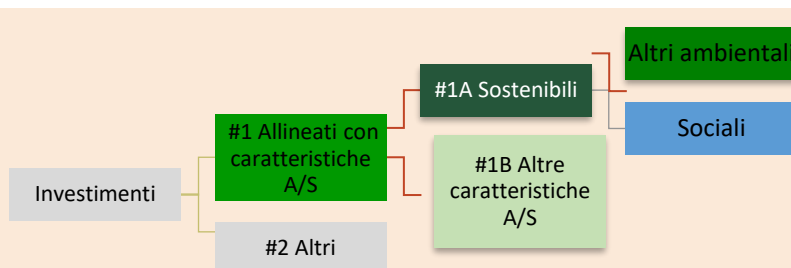 Altri ambientali
#1A Sostenibili
Sociali
#1 Allineati con
caratteristiche
A/S
#1B Altre
caratteristiche
A/S
Investimenti
#2 Altri